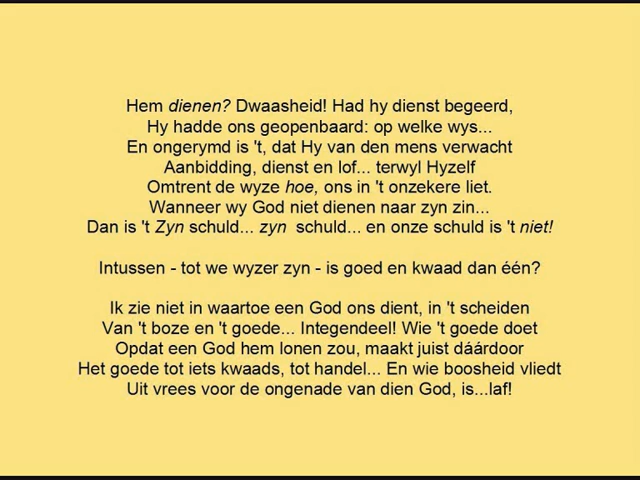 Hem dienen? Dwaasheid! Had hy dienst begeerd,
Hy hadde ons geopenbaard: op welke wys...
En ongerymd is 't, dat Hy van den mens verwacht
Aanbidding, dienst en lof... terwyl Hyzelf
Omtrent de wyze hoe, ons in 't onzekere liet.
Wanneer wy God niet dienen naar zyn zin...
Dan is 't Zyn schuld... zyn  schuld... en onze schuld is 't niet!
Intussen - tot we wyzer zyn - is goed en kwaad dan één?
Ik zie niet in waartoe een God ons dient, in 't scheiden
Van 't boze en 't goede... Integendeel! Wie 't goede doet
Opdat een God hem lonen zou, maakt juist dáárdoor
Het goede tot iets kwaads, tot handel... En wie boosheid vliedt
Uit vrees voor de ongenade van dien God, is...laf!